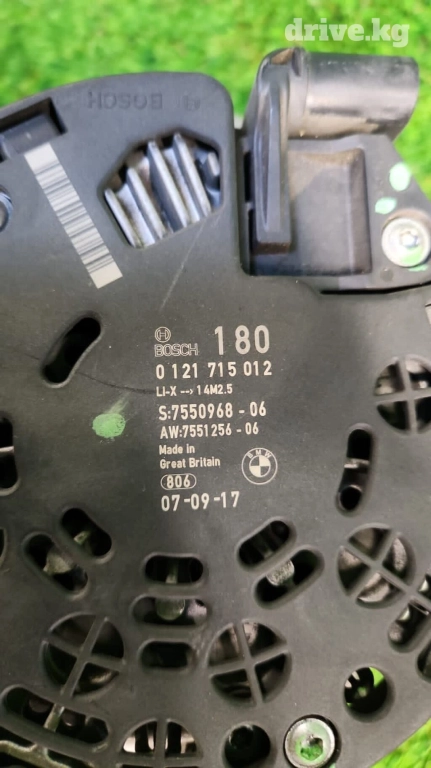 drive.kg
BOSCH
BOSCH 180
0 121 715 012
LI-X --> 14M2.5
S:7550968 - 06
AW:7551256 - 06
Made in
Great Britain
BMW
806
07-09-17